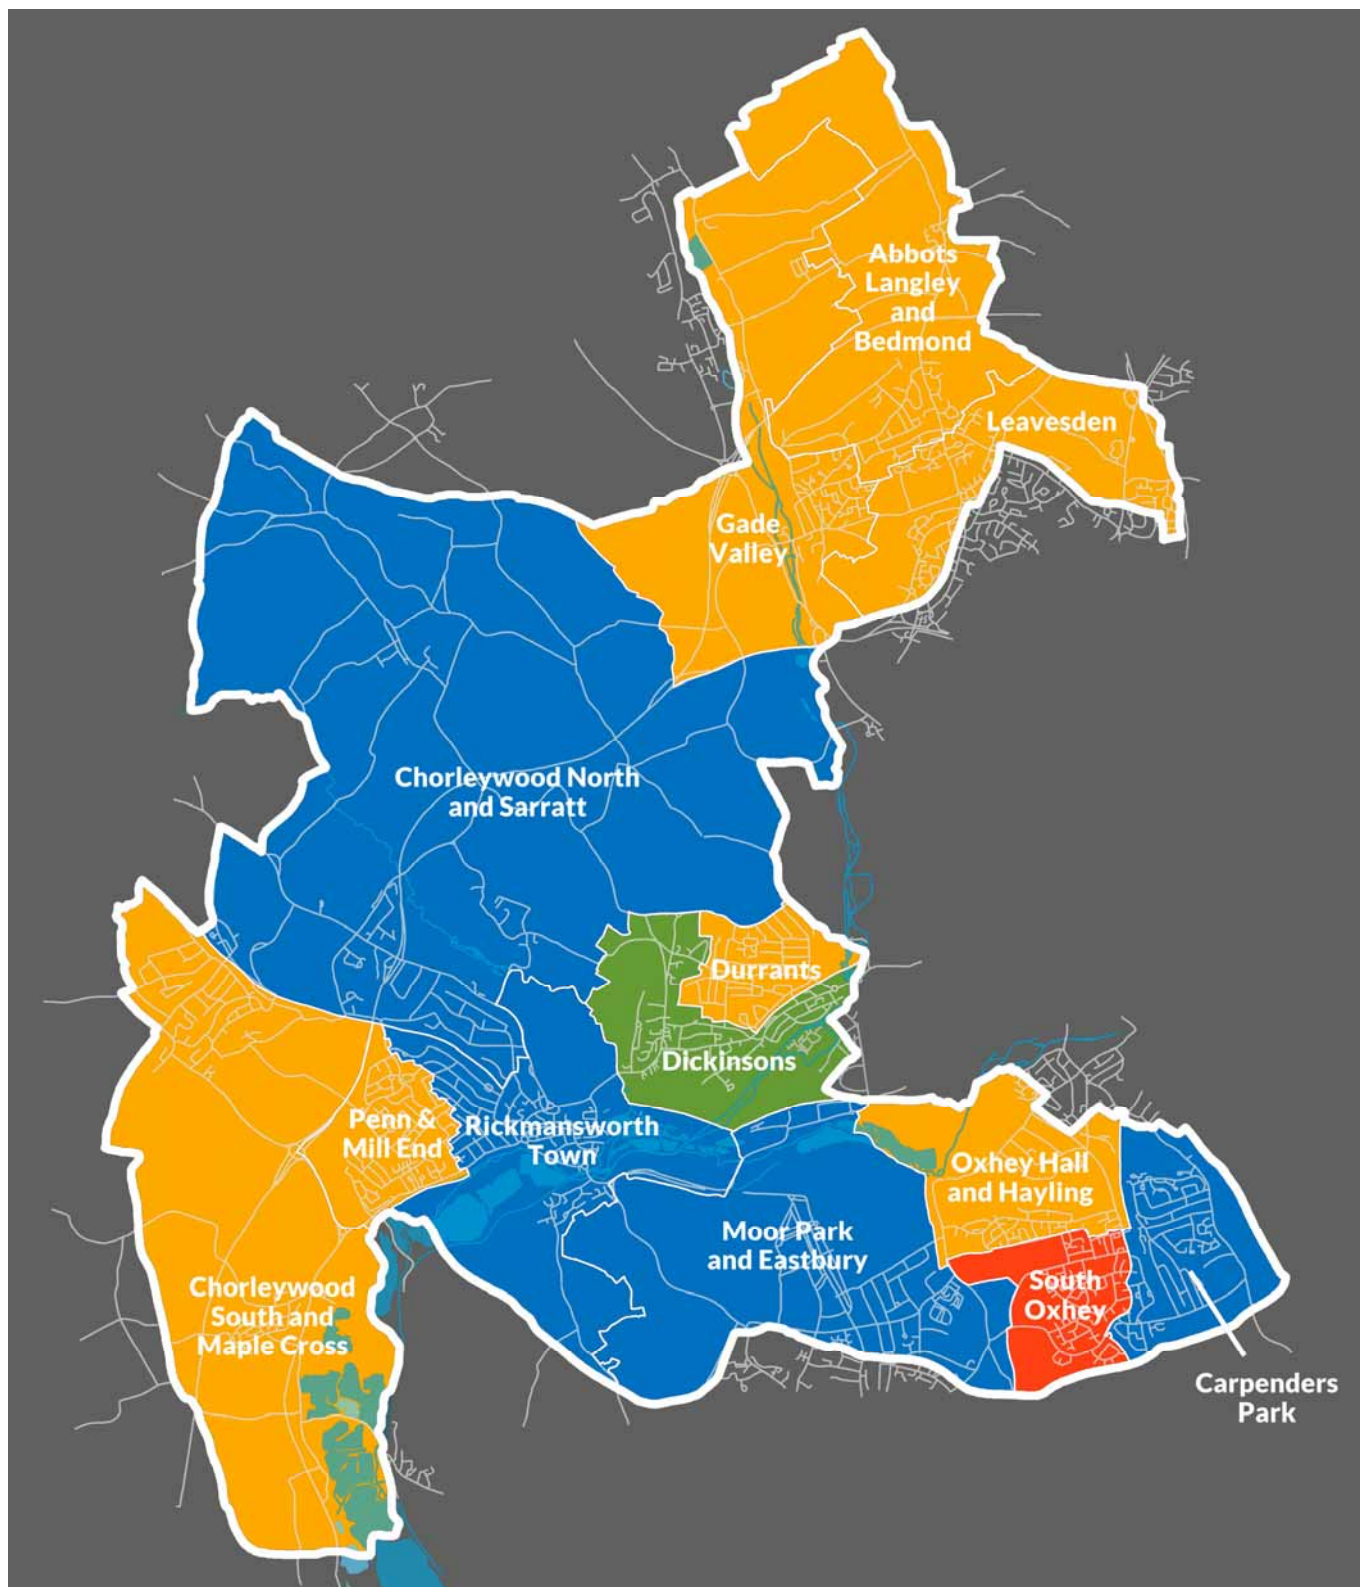 Abbots
Langley
and
Bedmond
Leavesden
Gade
Valley
Chorleywood North
and Sarratt
Durrants
Dickinsons
Penn &
Mill End
Rickmansworth
Town
Oxhey Hall
and Hayling
Moor Park
and Eastbury
South
Oxhey
Chorleywood
South and
Maple Cross
Carpenders
Park